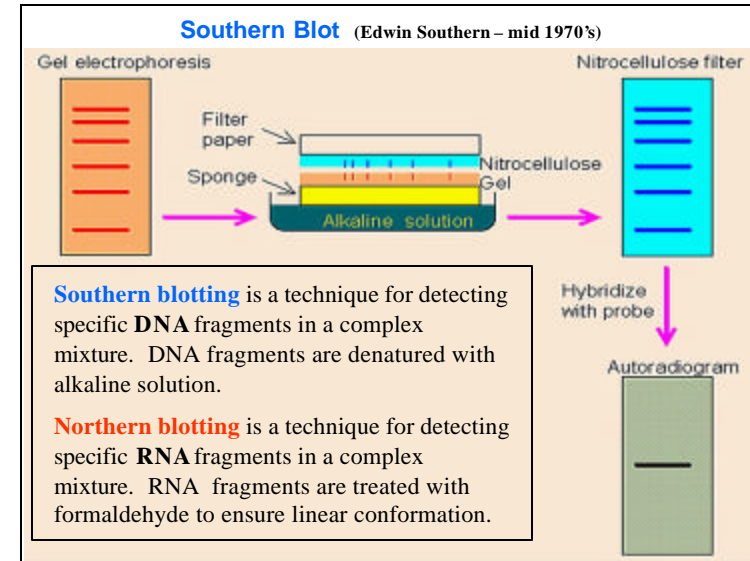 Southern Blot (Edwin Southern – mid 1970's)
Gel electrophoresis
Nitrocellulose filter
Filter
paper
Sponge
Nitrocellulose
Gel
Alkaline solution
Southern blotting is a technique for detecting
specific DNA fragments in a complex
mixture. DNA fragments are denatured with
alkaline solution.
Northern blotting is a technique for detecting
specific RNA fragments in a complex
mixture. RNA fragments are treated with
formaldehyde to ensure linear conformation.
Hybridize
with probe
Autoradiogram